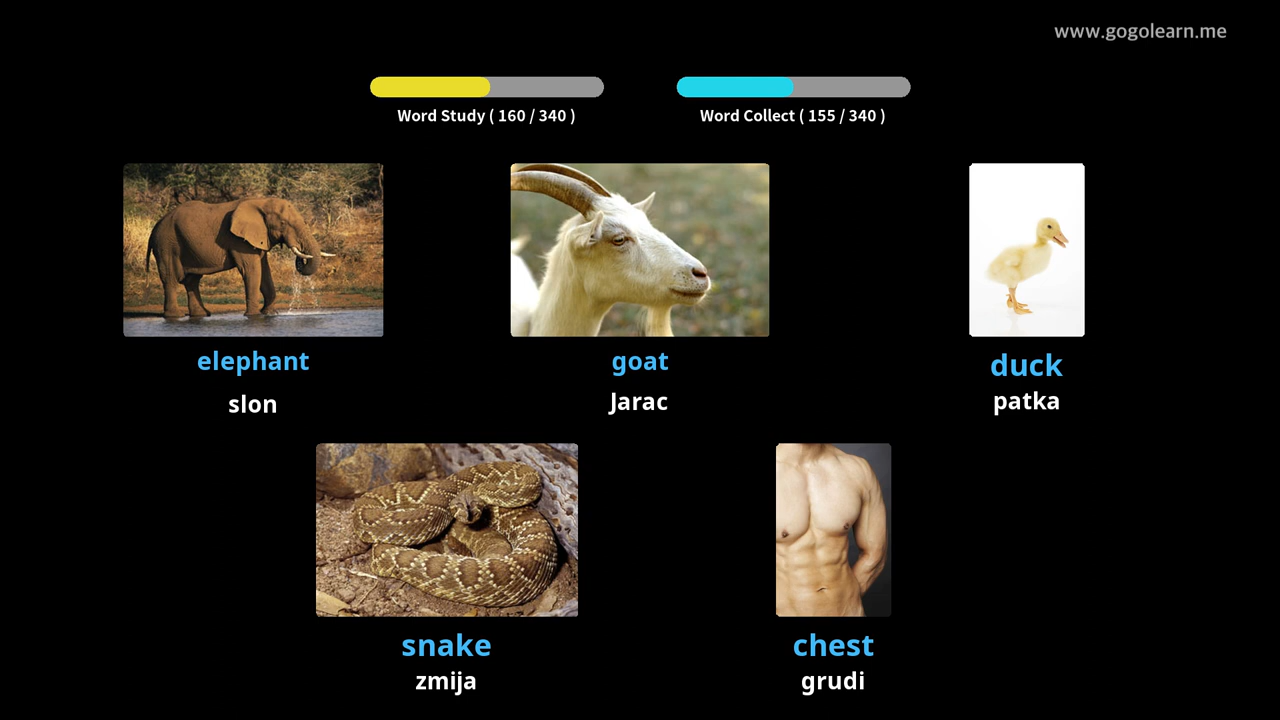 www.gogolearn.me
Word Study ( 160 / 340 )
Word Collect ( 155 / 340 )
elephant
slon
goat
Jarac
duck
patka
snake
zmija
chest
grudi